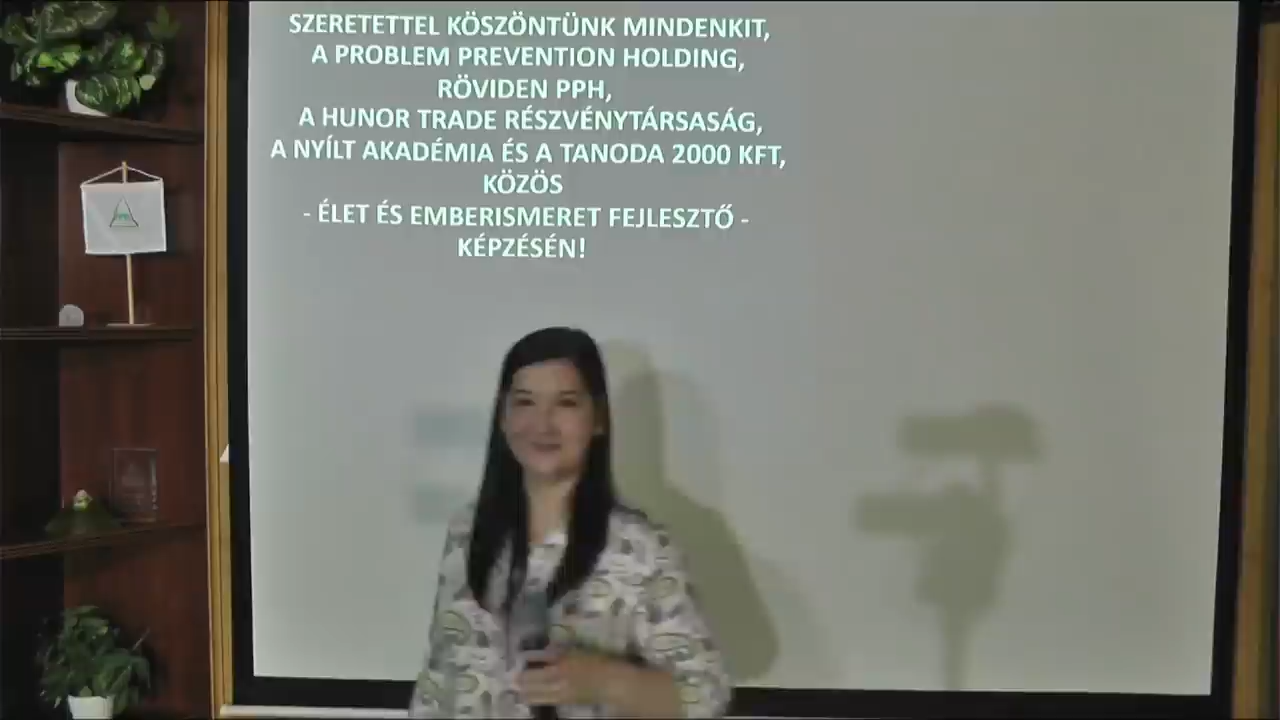 SZERETETTEL KÖSZÖNTÜNK MINDENKIT,
A PROBLEM PREVENTION HOLDING,
RÖVIDEN PPH,
A HUNOR TRADE RÉSZVÉNYTÁRSASÁG,
A NYÍLT AKADÉMIA ÉS A TANODA 2000 KFT,
KÖZÖS
- ÉLET ÉS EMBERISMERET FEJLESZTŐ -
KÉPZÉSÉN!